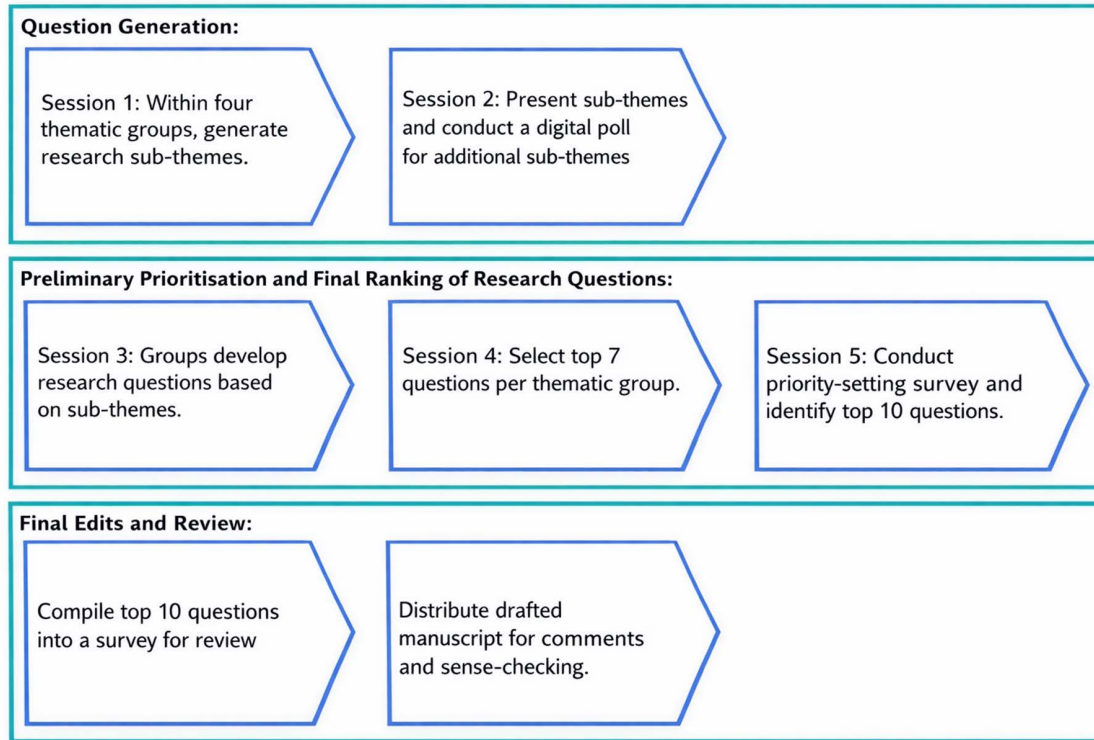 Question Generation:
Session 1: Within four
thematic groups, generate
research sub-themes.
Session 2: Present sub-themes
and conduct a digital poll
for additional sub-themes
Preliminary Prioritisation and Final Ranking of Research Questions:
Session 3: Groups develop
research questions based
on sub-themes.
Session 4: Select top 7
questions per thematic group.
Session 5: Conduct
priority-setting survey and
identify top 10 questions.
Final Edits and Review:
Compile top 10 questions
into a survey for review
Distribute drafted
manuscript for comments
and sense-checking.